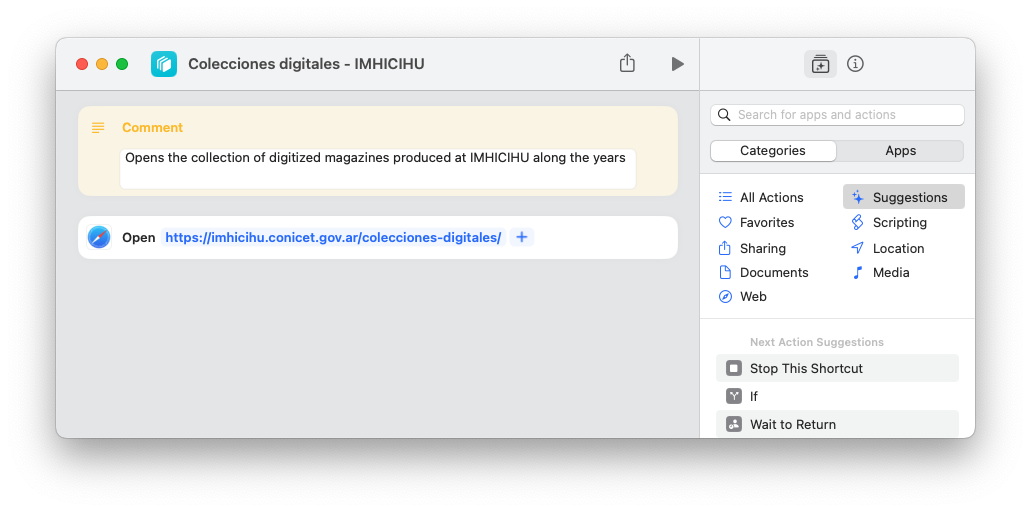 Colecciones digitales - IMHICIHU
Comment
Opens the collection of digitized magazines produced at IMHICIHU along the years
Open https://imhicihu.conicet.gov.ar/colecciones-digitales/ +
Search for apps and actions
Categories Apps
All Actions Suggestions
Favorites Scripting
Sharing Location
Documents Media
Web
Next Action Suggestions
Stop This Shortcut
If
Wait to Return